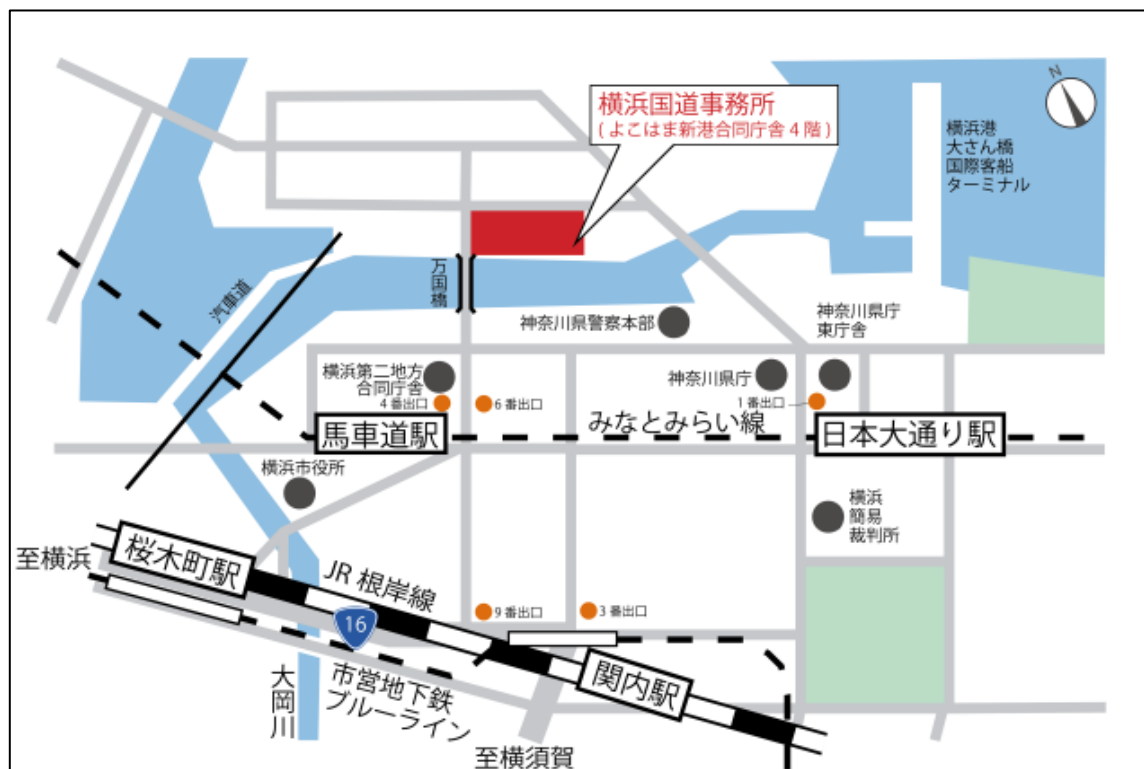 横浜国道事務所
( よこはま新港合同庁舎 4 階 )
N
横浜港
大さん橋
国際客船
ターミナル
万国橋
汽車道
神奈川県警察本部
神奈川県庁
東庁舎
横浜第二地方
合同庁舎
神奈川県庁
4 番出口
6 番出口
1 番出口
みなとみらい線
馬車道駅
日本大通り駅
横浜市役所
横浜
簡易
裁判所
桜木町駅
至横浜
JR 根岸線
16
9 番出口
3 番出口
関内駅
大岡川
市営地下鉄
ブルーライン
至横須賀